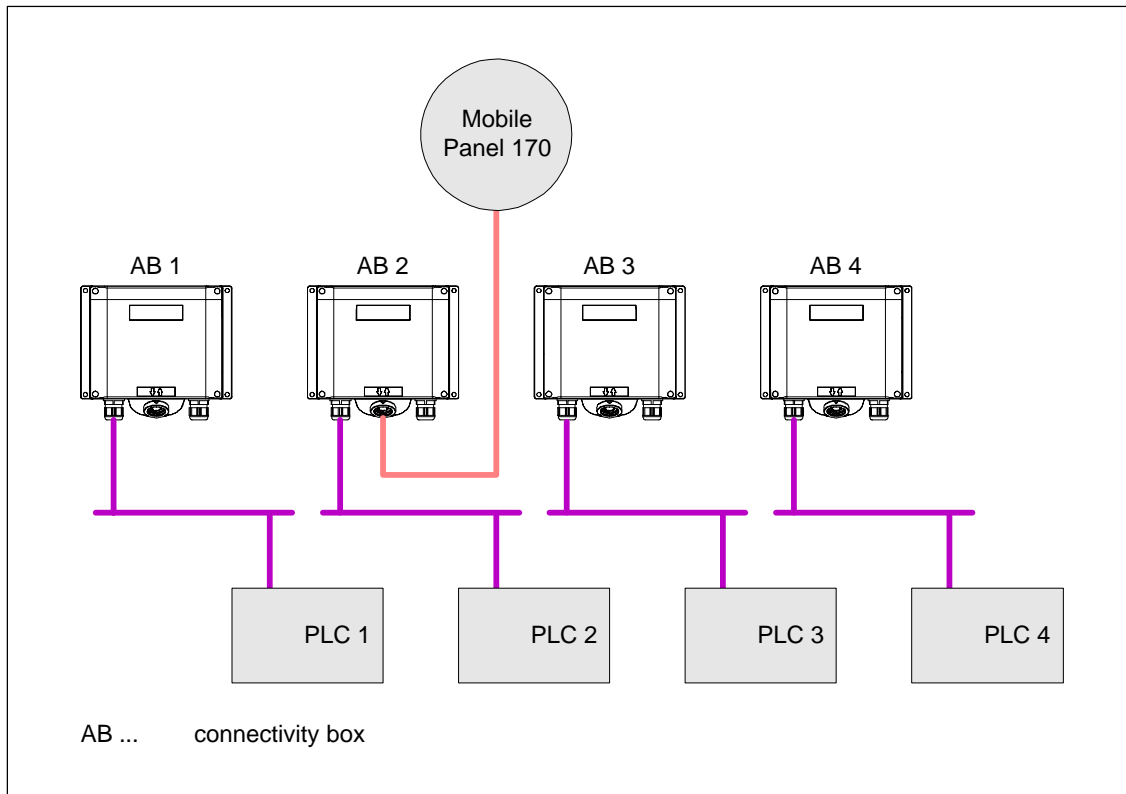 Mobile
Panel 170
AB 1
AB 2
AB 3
AB 4
PLC 1
PLC 2
PLC 3
PLC 4
AB ... connectivity box